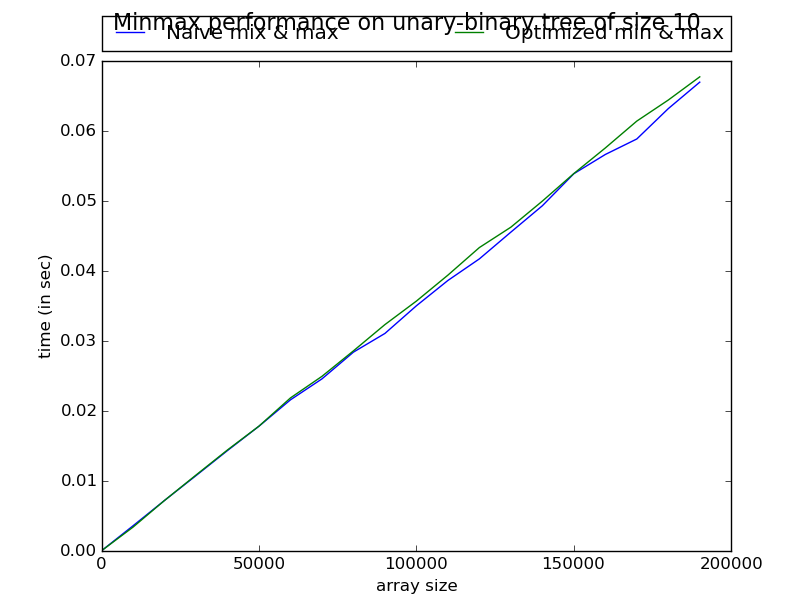 Minmax performance on unary-binary tree of size 10
Naive mix & max Optimized min & max
0.07
0.06
0.05
0.04
0.03
0.02
0.01
0.00
time (in sec)
0 50000 100000 150000 200000
array size